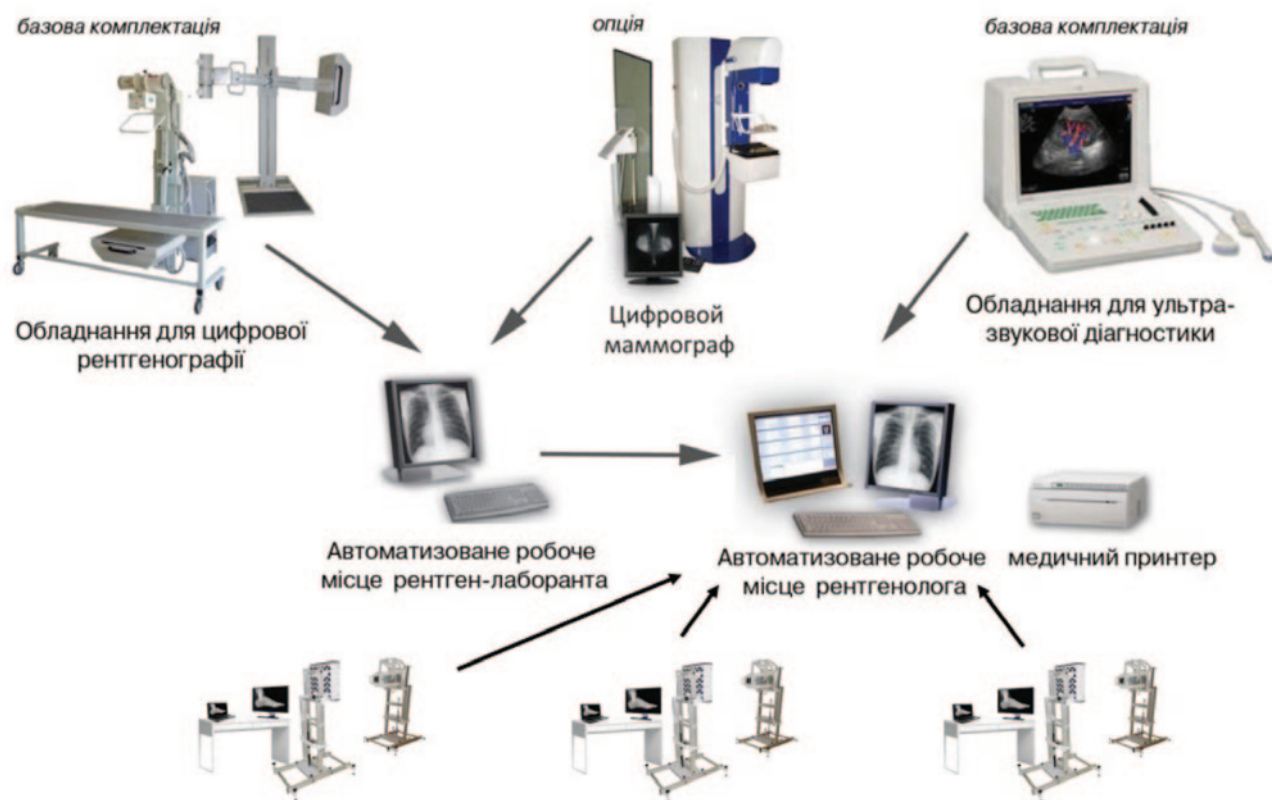 базова комплектація
опція
базова комплектація
Обладнання для цифрової
рентгенографії
Цифровой
маммограф
Обладнання для ультра-
звукової діагностики
Автоматизоване робоче
місце рентген-лаборанта
Автоматизоване робоче
місце рентгенолога
медичний принтер